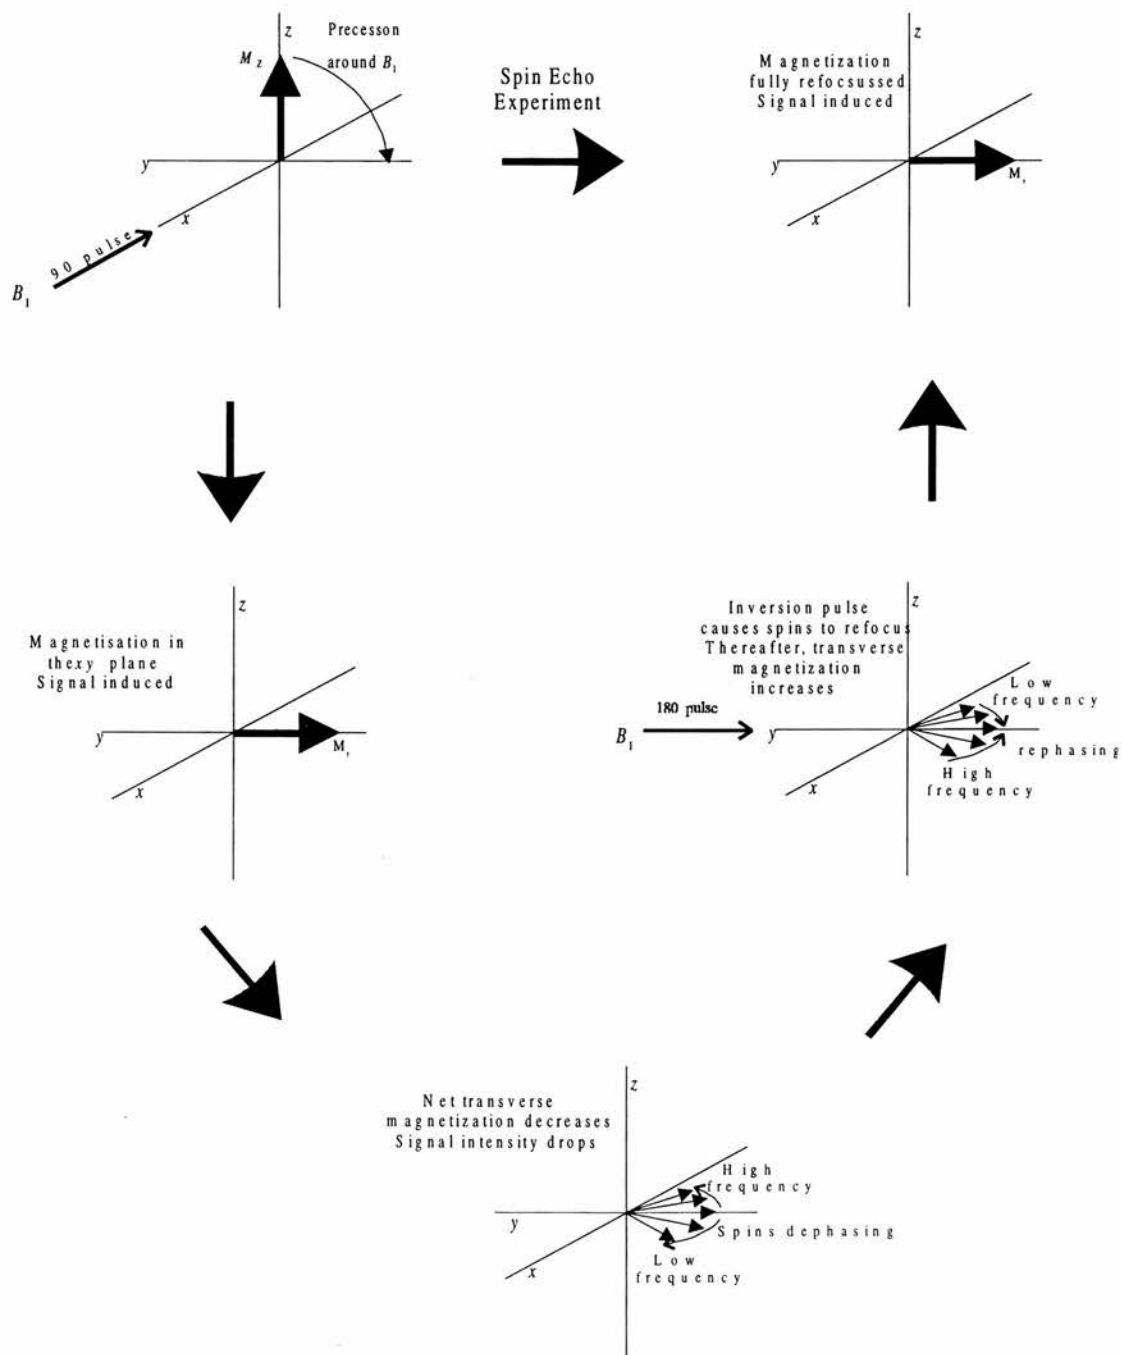 z
Precesson
around B1
Mz
y
x
90 pulse
B1
Spin Echo
Experiment
z
Magnetization
fully refocsussed
Signal induced
y
My
x
z
Magnetisation in
thexy plane
Signal induced
y
My
x
Inversion pulse
causes spins to refocus
Thereafter, transverse
magnetization
increases
z
180 pulse
B1
y
x
Low
frequency
rephasing
High
frequency
Net transverse
magnetization decreases
Signal intensity drops
z
y
x
High
frequency
Spins dephasing
Low
frequency